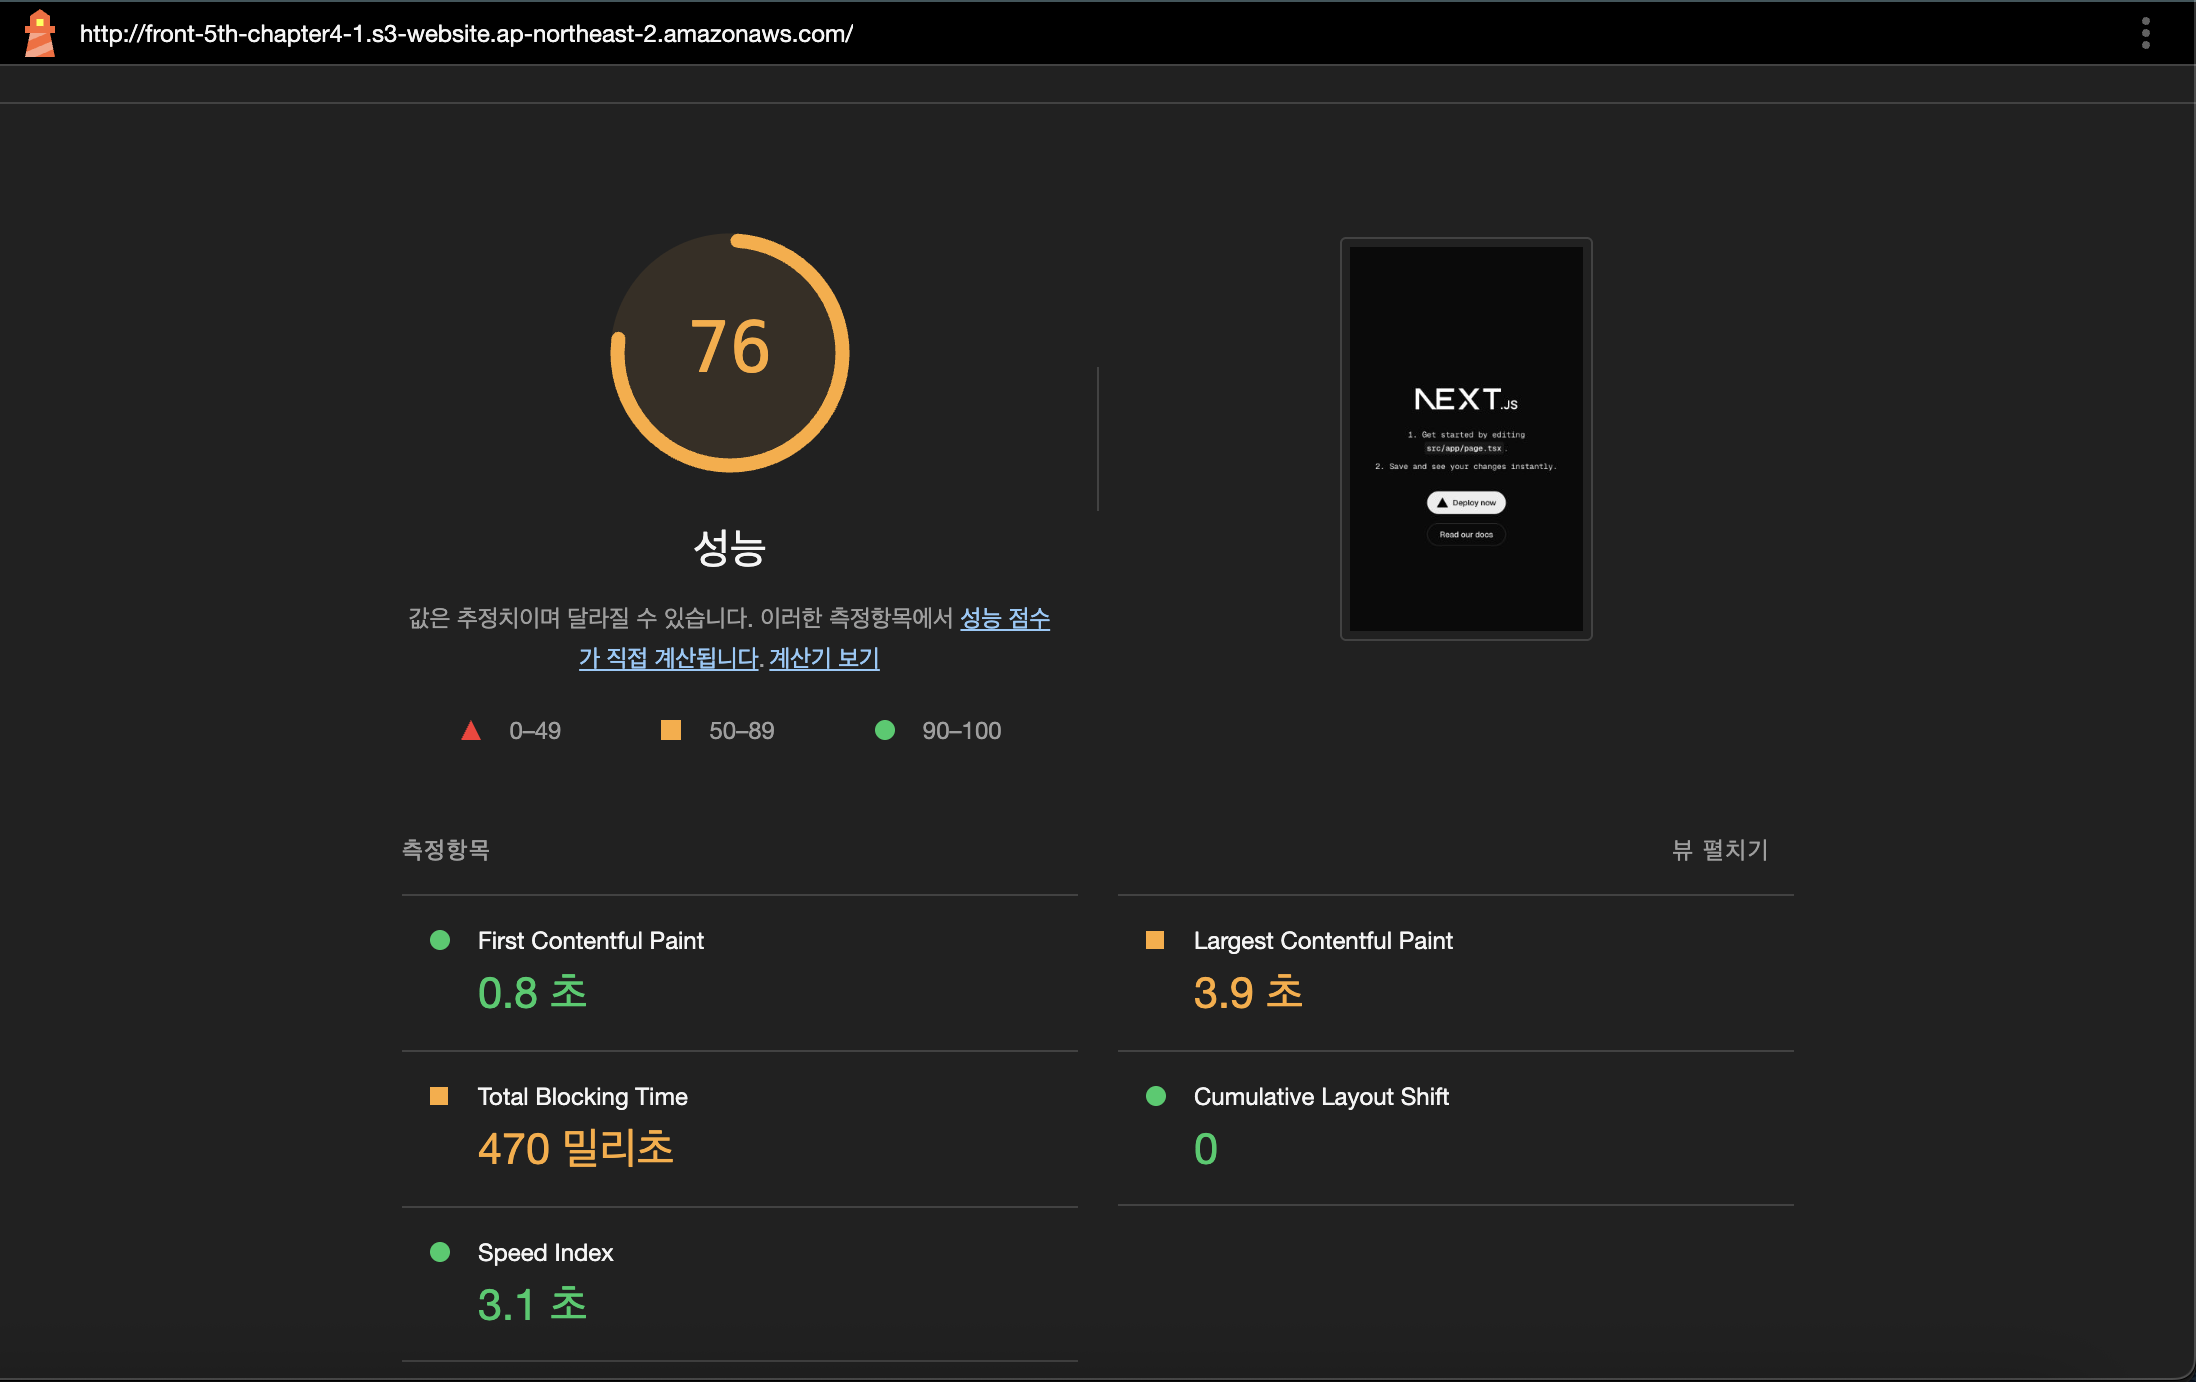 http://front-5th-chapter4-1.s3-website.ap-northeast-2.amazonaws.com/
76
성능
값은 추정치이며 달라질 수 있습니다. 이러한 측정항목에서 성능 점수
가 직접 계산됩니다. 계산기 보기
0–49
50–89
90–100
NEXT.JS
1. Get started by editing
src/app/page.tsx.
2. Save and see your changes instantly.
Deploy now
Read our docs
측정항목
뷰 펼치기
First Contentful Paint
0.8 초
Largest Contentful Paint
3.9 초
Total Blocking Time
470 밀리초
Cumulative Layout Shift
0
Speed Index
3.1 초